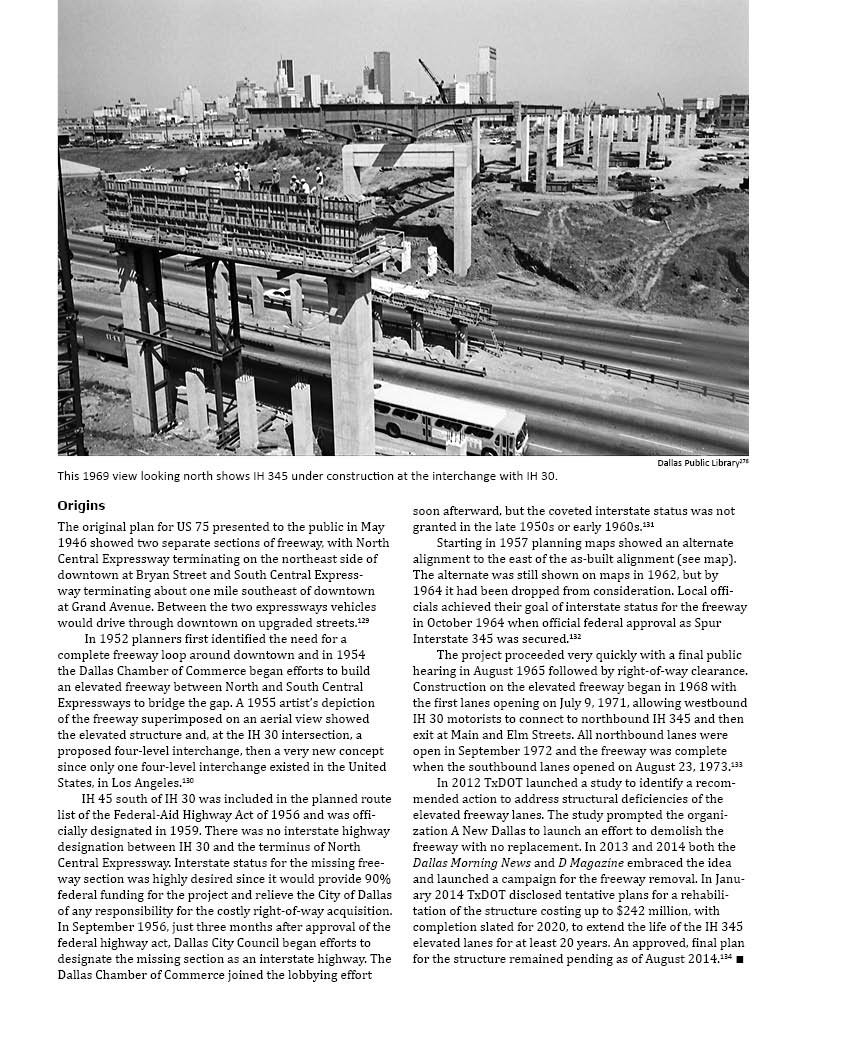 Dallas Public Library²⁷⁸
This 1969 view looking north shows IH 345 under construction at the interchange with IH 30.
Origins
The original plan for US 75 presented to the public in May
1946 showed two separate sections of freeway, with North
Central Expressway terminating on the northeast side of
downtown at Bryan Street and South Central Express-
way terminating about one mile southeast of downtown
at Grand Avenue. Between the two expressways vehicles
would drive through downtown on upgraded streets.¹²⁹
In 1952 planners first identified the need for a
complete freeway loop around downtown and in 1954
the Dallas Chamber of Commerce began efforts to build
an elevated freeway between North and South Central
Expressways to bridge the gap. A 1955 artist's depiction
of the freeway superimposed on an aerial view showed
the elevated structure and, at the IH 30 intersection, a
proposed four-level interchange, then a very new concept
since only one four-level interchange existed in the United
States, in Los Angeles.¹³⁰
IH 45 south of IH 30 was included in the planned route
list of the Federal-Aid Highway Act of 1956 and was offi-
cially designated in 1959. There was no interstate highway
designation between IH 30 and the terminus of North
Central Expressway. Interstate status for the missing free-
way section was highly desired since it would provide 90%
federal funding for the project and relieve the City of Dallas
of any responsibility for the costly right-of-way acquisition.
In September 1956, just three months after approval of the
federal highway act, Dallas City Council began efforts to
designate the missing section as an interstate highway. The
Dallas Chamber of Commerce joined the lobbying effort
soon afterward, but the coveted interstate status was not
granted in the late 1950s or early 1960s.¹³¹
Starting in 1957 planning maps showed an alternate
alignment to the east of the as-built alignment (see map).
The alternate was still shown on maps in 1962, but by
1964 it had been dropped from consideration. Local offi-
cials achieved their goal of interstate status for the freeway
in October 1964 when official federal approval as Spur
Interstate 345 was secured.¹³²
The project proceeded very quickly with a final public
hearing in August 1965 followed by right-of-way clearance.
Construction on the elevated freeway began in 1968 with
the first lanes opening on July 9, 1971, allowing westbound
IH 30 motorists to connect to northbound IH 345 and then
exit at Main and Elm Streets. All northbound lanes were
open in September 1972 and the freeway was complete
when the southbound lanes opened on August 23, 1973.¹³³
In 2012 TxDOT launched a study to identify a recom-
mended action to address structural deficiencies of the
elevated freeway lanes. The study prompted the organi-
zation A New Dallas to launch an effort to demolish the
freeway with no replacement. In 2013 and 2014 both the
Dallas Morning News and D Magazine embraced the idea
and launched a campaign for the freeway removal. In Janu-
ary 2014 TxDOT disclosed tentative plans for a rehabili-
tation of the structure costing up to $242 million, with
completion slated for 2020, to extend the life of the IH 345
elevated lanes for at least 20 years. An approved, final plan
for the structure remained pending as of August 2014.¹³⁴ ■